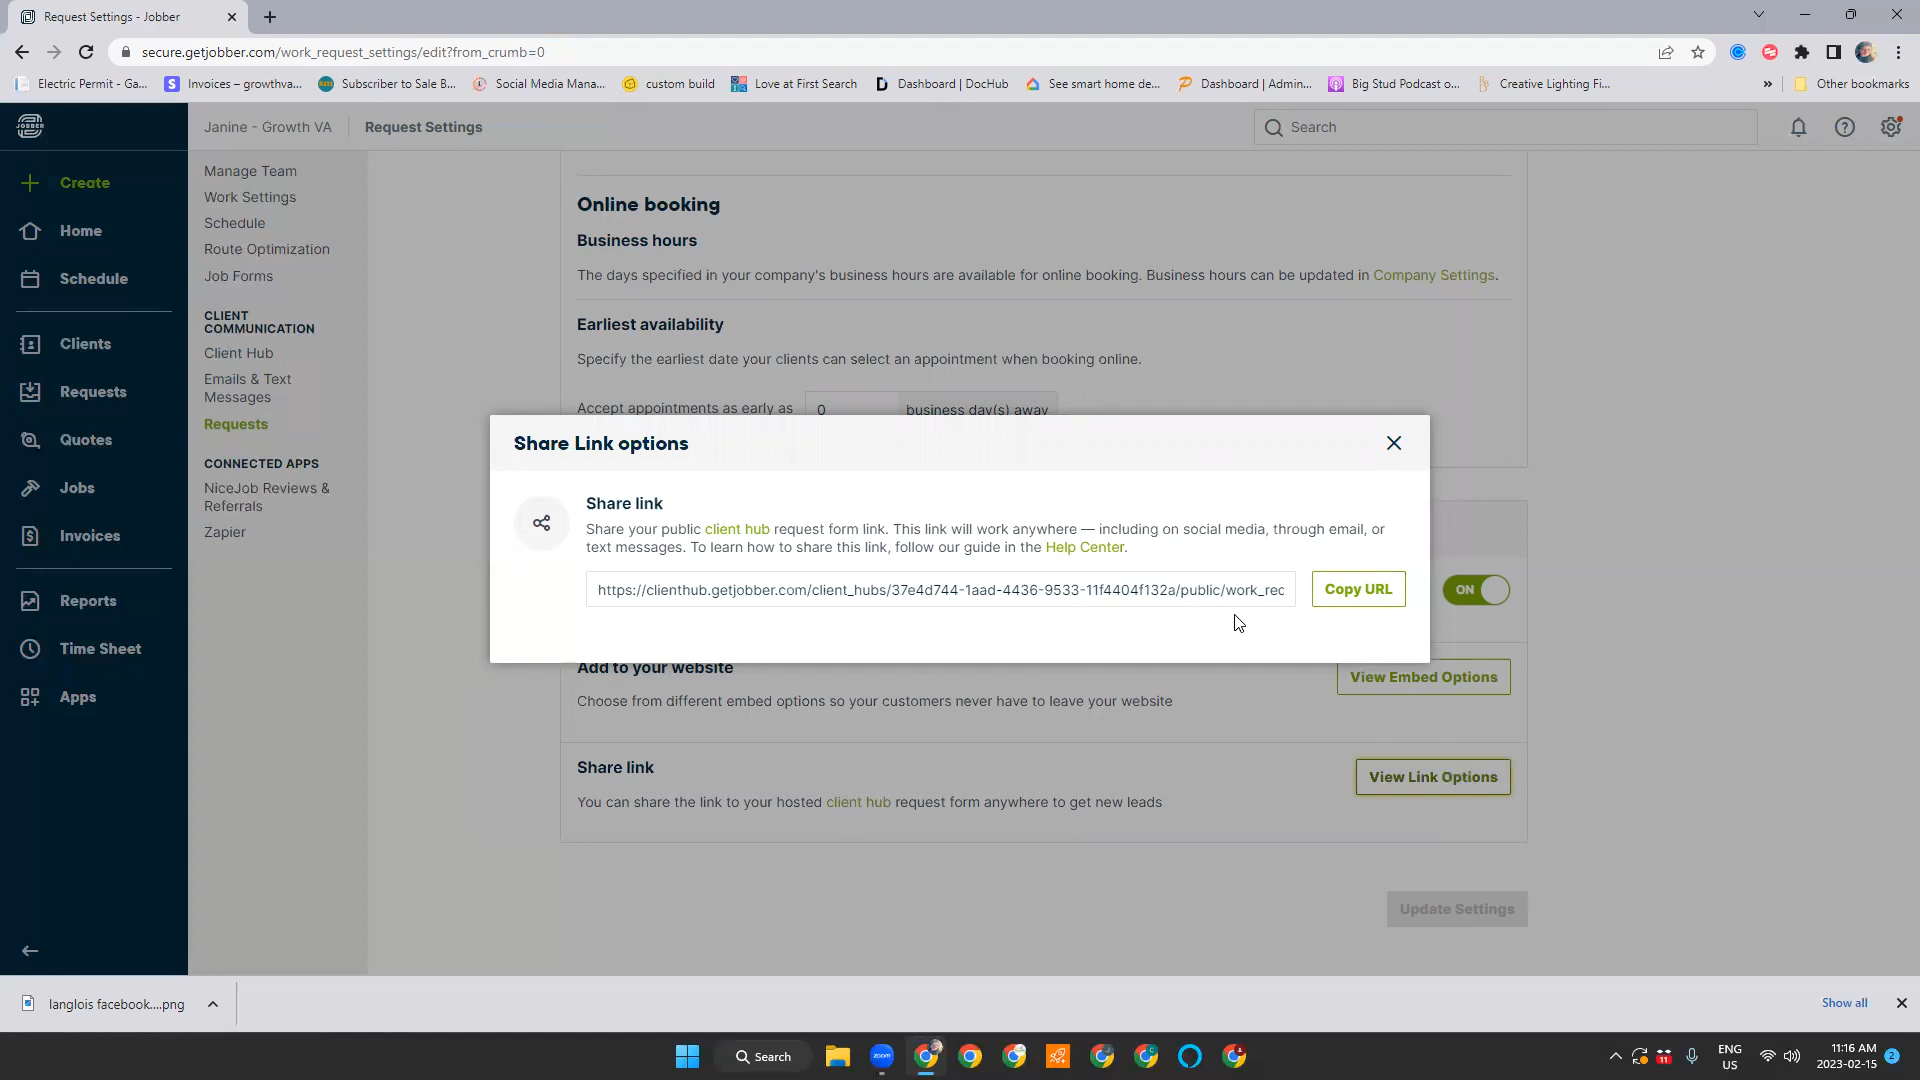 Request Settings - Jobber
secure.getjobber.com/work_request_settings/edit?from_crumb=0
Electric Permit - Ga...
Invoices – growthva...
Subscriber to Sale B...
Social Media Mana...
custom build
Love at First Search
Dashboard | DocHub
See smart home de...
Dashboard | Admin...
Big Stud Podcast o...
Creative Lighting Fi...
»
Other bookmarks
JOBBER
Janine - Growth VA
Request Settings
Search
Create
Home
Schedule
Clients
Requests
Quotes
Jobs
Invoices
Reports
Time Sheet
Apps
Manage Team
Work Settings
Schedule
Route Optimization
Job Forms
CLIENT
COMMUNICATION
Client Hub
Emails & Text
Messages
Requests
CONNECTED APPS
NiceJob Reviews &
Referrals
Zapier
Online booking
Business hours
The days specified in your company's business hours are available for online booking. Business hours can be updated in Company Settings.
Earliest availability
Specify the earliest date your clients can select an appointment when booking online.
Accept appointments as early as 0 business day(s) away
Share Link options
Share link
Share your public client hub request form link. This link will work anywhere — including on social media, through email, or
text messages. To learn how to share this link, follow our guide in the Help Center.
https://clienthub.getjobber.com/client_hubs/37e4d744-1aad-4436-9533-11f4404f132a/public/work_rec
Copy URL
ON
Add to your website
View Embed Options
Choose from different embed options so your customers never have to leave your website
Share link
View Link Options
You can share the link to your hosted client hub request form anywhere to get new leads
Update Settings
langlois facebook....png
Show all
Search
zoom
11
ENG
US
11:16 AM
2023-02-15
2